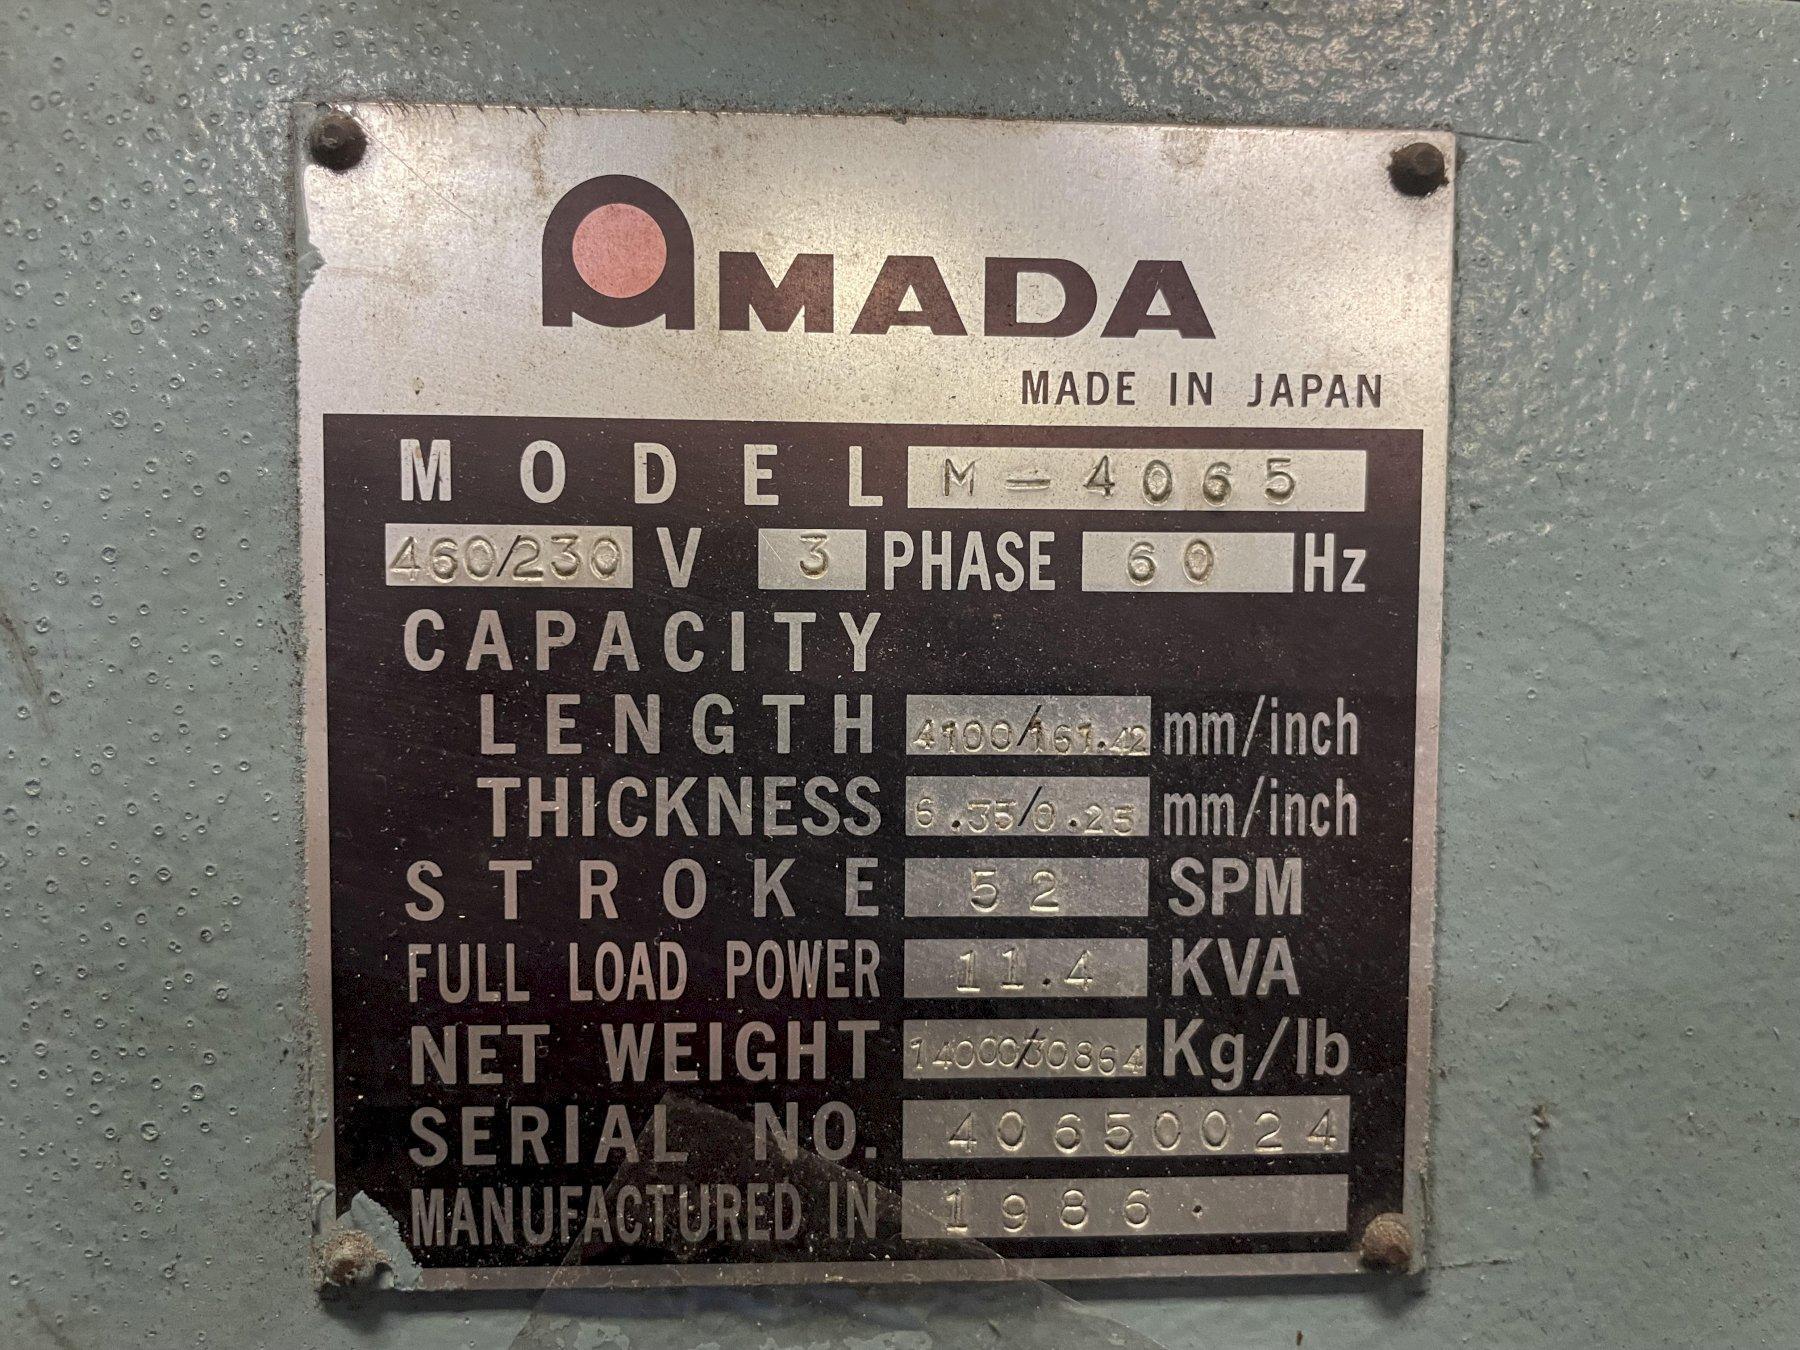 AMADA
MADE IN JAPAN
MODEL M-4065
460/230 V 3 PHASE 60 Hz
CAPACITY
LENGTH 4100/161.42 mm/inch
THICKNESS 6.35/0.25 mm/inch
STROKE 52 SPM
FULL LOAD POWER 11.4 KVA
NET WEIGHT 14000/30864 Kg/lb
SERIAL NO. 40650024
MANUFACTURED IN 1986.